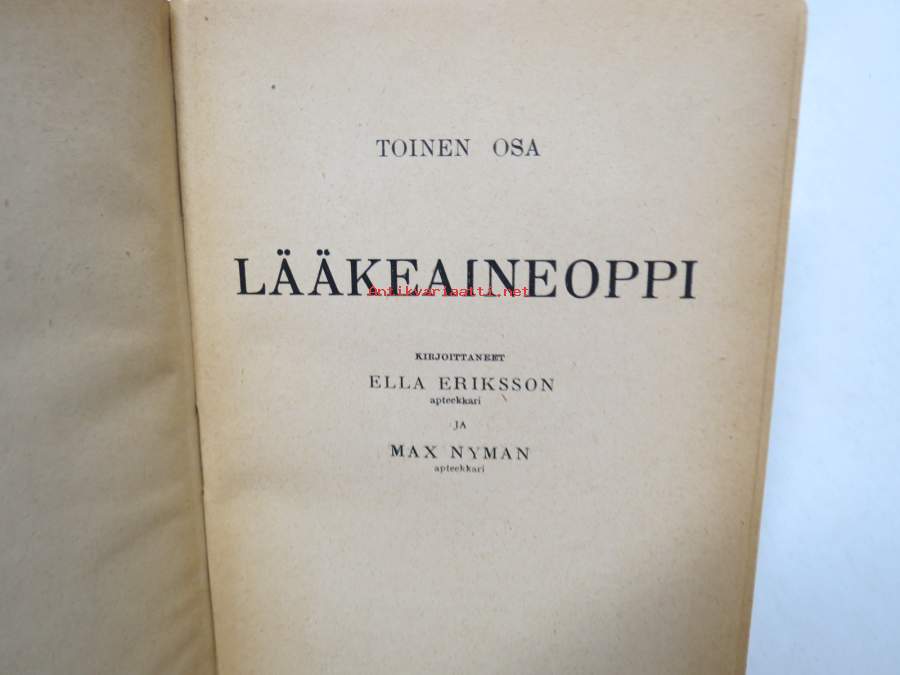 TOINEN OSA
LÄÄKEAINEOPPI
Antikvariaatti.net
KIRJOITTANEET
ELLA ERIKSSON
apteekkari
JA
MAX NYMAN
apteekkari